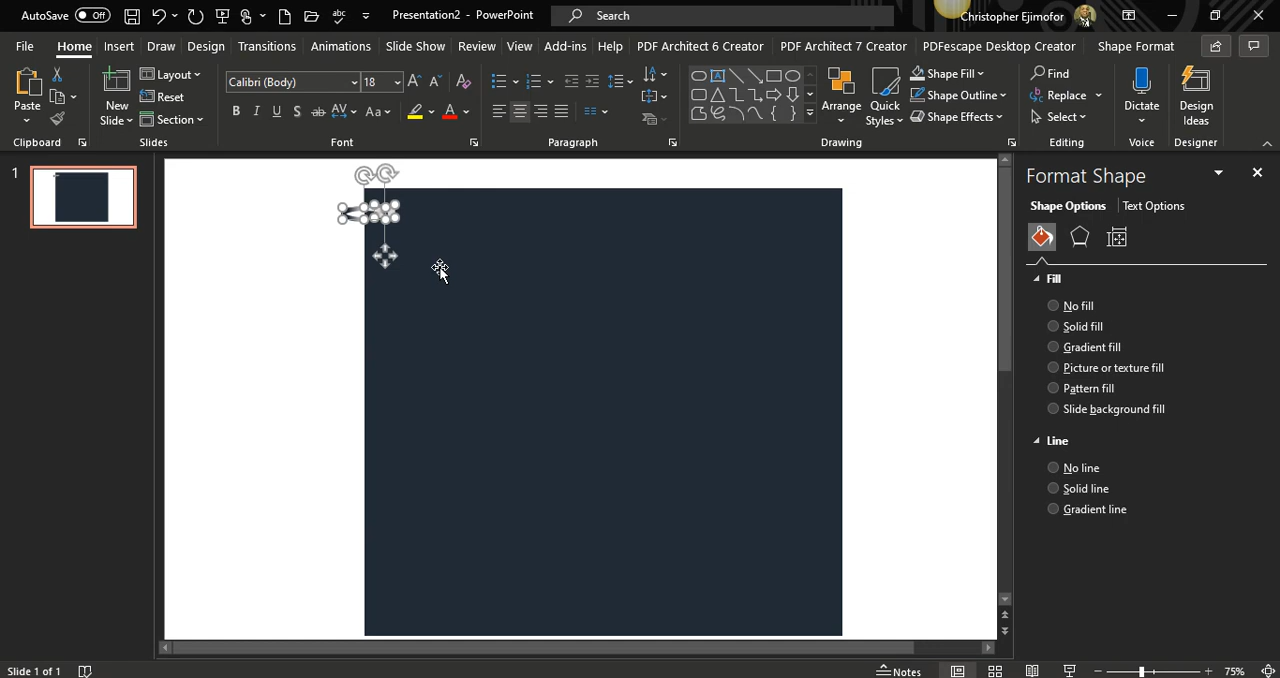 AutoSave Off Presentation2 - PowerPoint Search Christopher Ejimofor
File Home Insert Draw Design Transitions Animations Slide Show Review View Add-ins Help PDF Architect 6 Creator PDF Architect 7 Creator PDFescape Desktop Creator Shape Format
Paste
New Slide
Layout
Reset
Section
Calibri (Body) 18
Arrange
Quick Styles
Shape Fill
Shape Outline
Shape Effects
Find
Replace
Select
Dictate
Design Ideas
Clipboard Slides Font Paragraph Drawing Editing Voice Designer
1
Format Shape
Shape Options Text Options
Fill
No fill
Solid fill
Gradient fill
Picture or texture fill
Pattern fill
Slide background fill
Line
No line
Solid line
Gradient line
Slide 1 of 1 Notes 75%